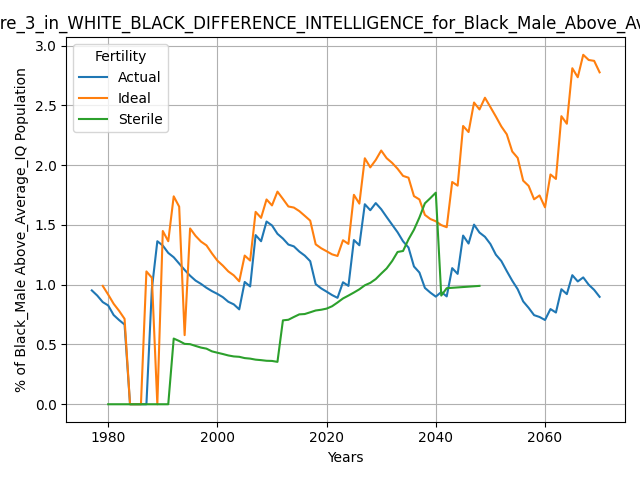 re_3_in_WHITE_BLACK_DIFFERENCE_INTELLIGENCE_for_Black_Male_Above_Av
Fertility
Actual
Ideal
Sterile
% of Black_Male Above_Average_IQ Population
3.0
2.5
2.0
1.5
1.0
0.5
0.0
1980 2000 2020 2040 2060
Years